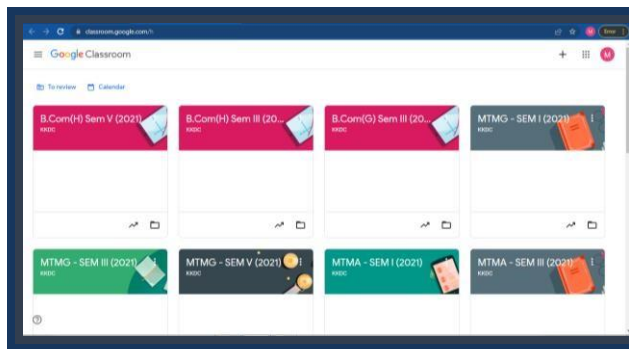 classroom.google.com/h
Error
Google Classroom
M
To review
Calendar
B.Com(H) Sem V (2021)
KKDC
B.Com(H) Sem III (20...
KKDC
B.Com(G) Sem III (20...
KKDC
MTMG - SEM I (2021)
KKDC
MTMG - SEM III (2021)
KKDC
MTMG - SEM V (2021)
KKDC
MTMA - SEM I (2021)
KKDC
MTMA - SEM III (2021)
KKDC